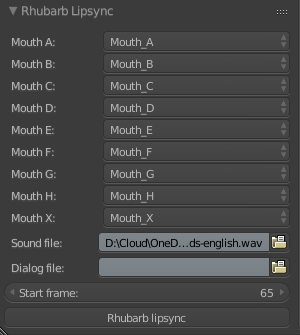 Rhubarb Lipsync
Mouth A: Mouth_A
Mouth B: Mouth_B
Mouth C: Mouth_C
Mouth D: Mouth_D
Mouth E: Mouth_E
Mouth F: Mouth_F
Mouth G: Mouth_G
Mouth H: Mouth_H
Mouth X: Mouth_X
Sound file: D:\Cloud\OneD...ds-english.wav
Dialog file:
Start frame: 65
Rhubarb lipsync